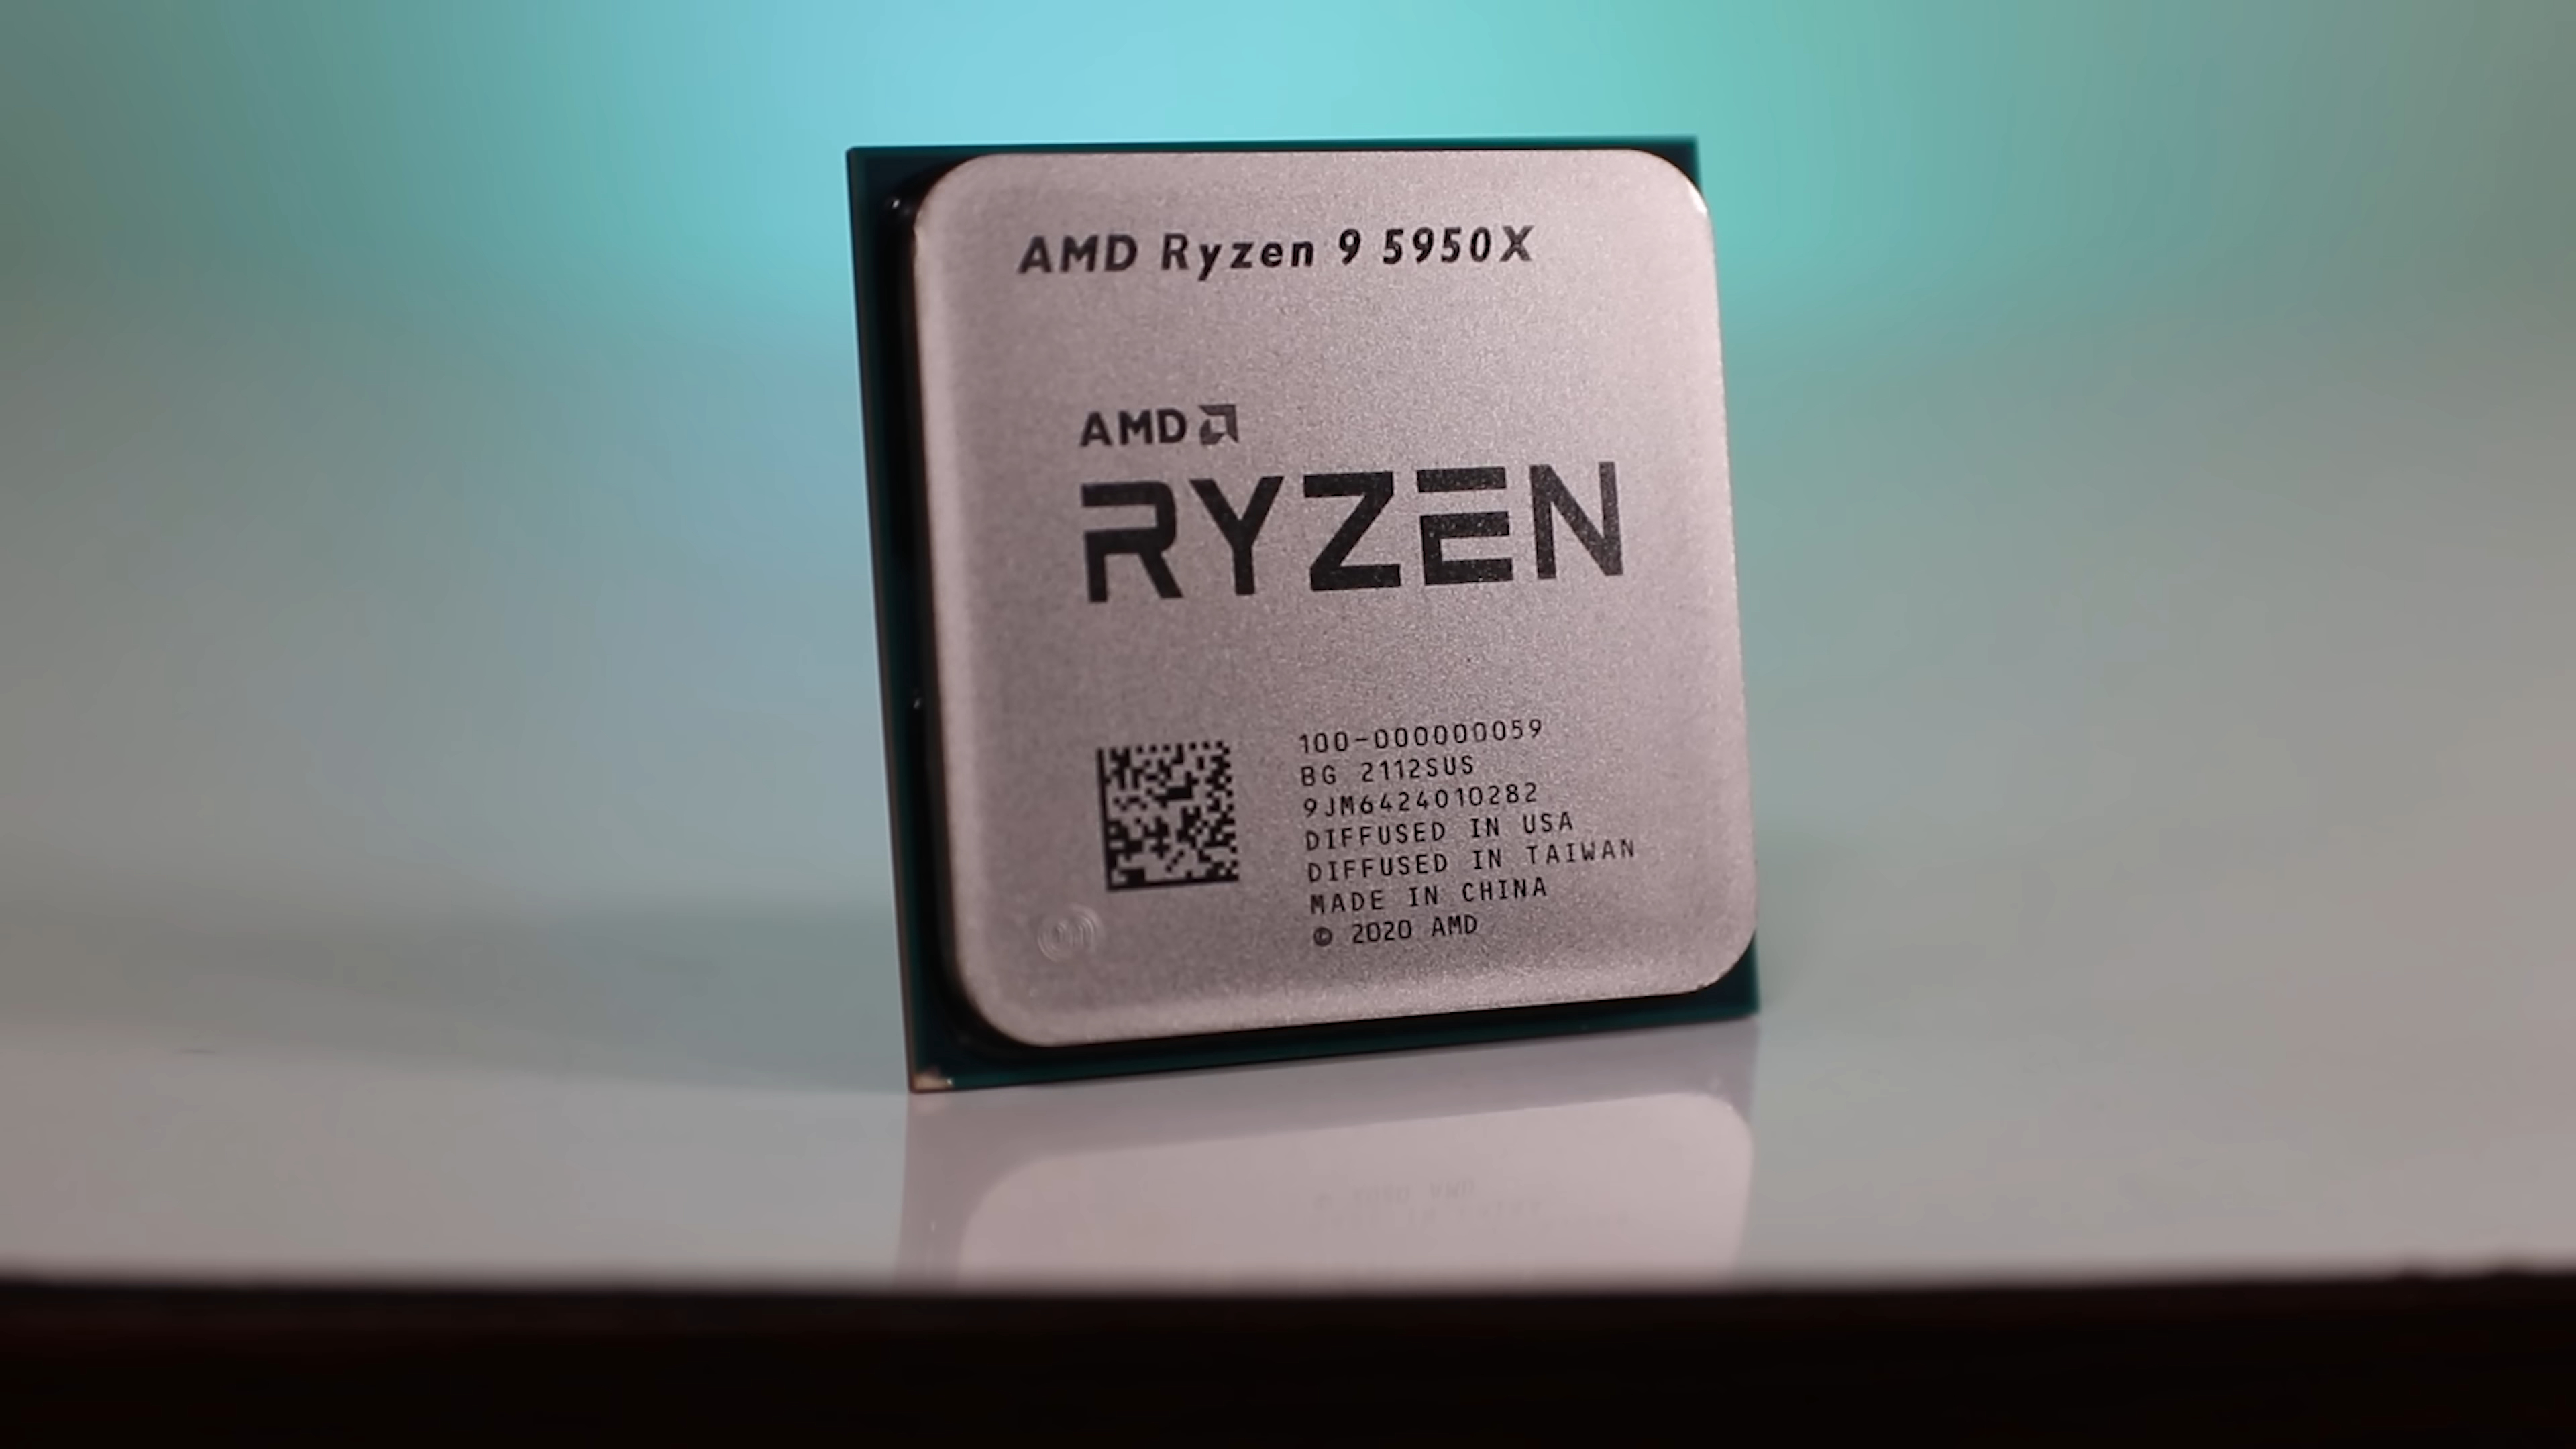 AMD Ryzen 9 5950X
AMD
RYZEN
100-000000059
BG 2112SUS
9JM6424010282
DIFFUSED IN USA
DIFFUSED IN TAIWAN
MADE IN CHINA
© 2020 AMD